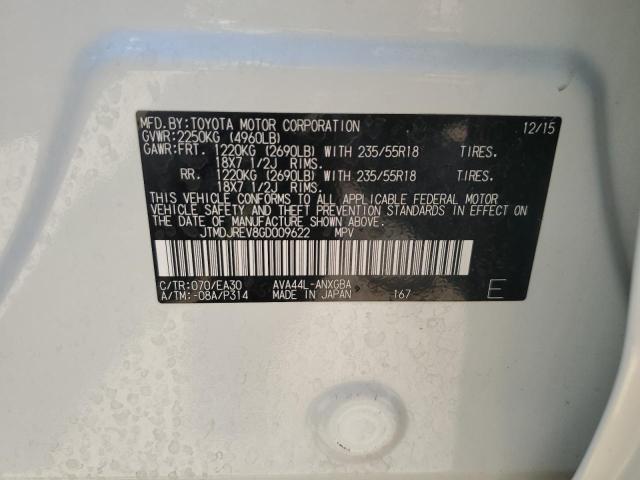 MFD.BY:TOYOTA MOTOR CORPORATION 12/15
GVWR:2250KG (4960LB)
GAWR:FRT. 1220KG (2690LB) WITH 235/55R18 TIRES.
18X7 1/2J RIMS.
RR. 1220KG (2690LB) WITH 235/55R18 TIRES.
18X7 1/2J RIMS.
THIS VEHICLE CONFORMS TO ALL APPLICABLE FEDERAL MOTOR
VEHICLE SAFETY AND THEFT PREVENTION STANDARDS IN EFFECT ON
THE DATE OF MANUFACTURE SHOWN ABOVE.
JTMDJREV8GD009622 MPV
C/TR:070/EA30 AVA44L-ANXGBA
A/TM:-08A/P314 MADE IN JAPAN 167 E